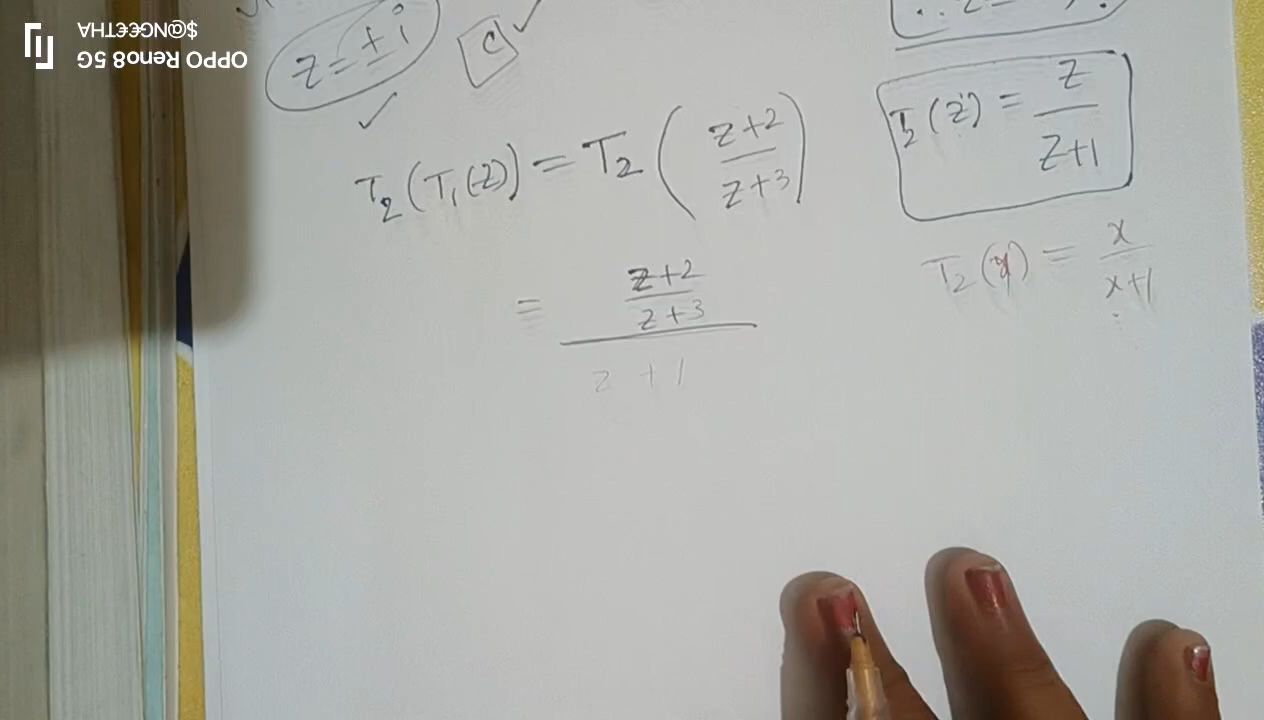 $@NGEETHA
OPPO Reno8 5G
z = ± i
C
T₂(T₁(z)) = T₂ ( (z+2)/(z+3) )
= ((z+2)/(z+3)) / (z + 1)
T₂(z) = z/(z+1)
T₂(x) = x/(x+1)